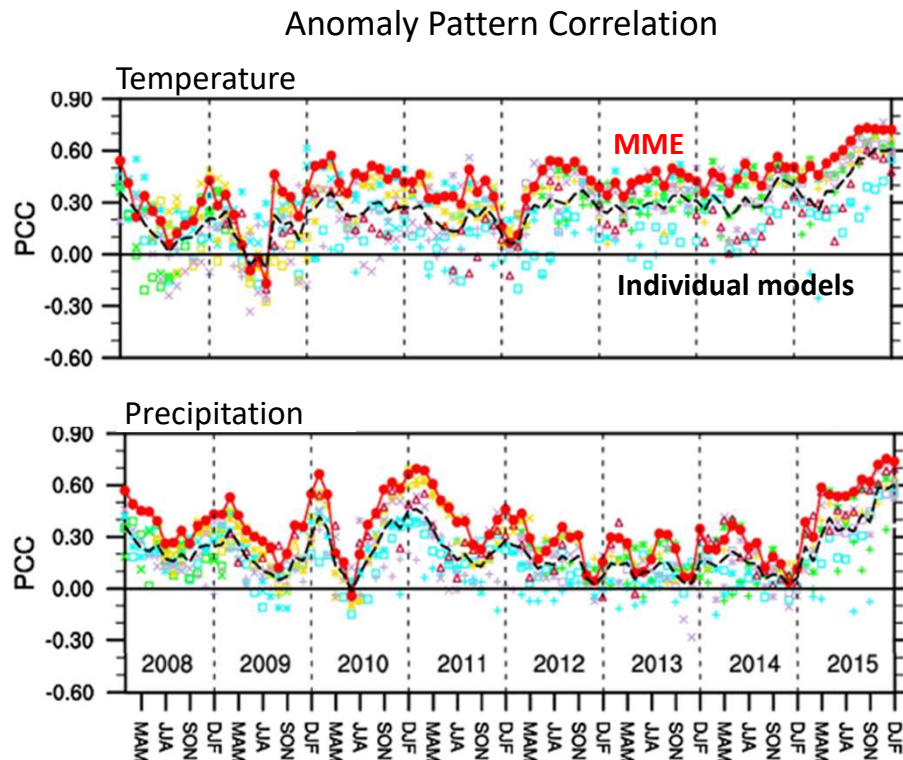 Anomaly Pattern Correlation
Temperature
0.90
0.60
0.30
0.00
-0.30
-0.60
PCC
MME
Individual models
Precipitation
0.90
0.60
0.30
0.00
-0.30
-0.60
PCC
2008 2009 2010 2011 2012 2013 2014 2015
MAM JJA SON DJF MAM JJA SON DJF MAM JJA SON DJF MAM JJA SON DJF MAM JJA SON DJF MAM JJA SON DJF MAM JJA SON DJF MAM JJA SON DJF